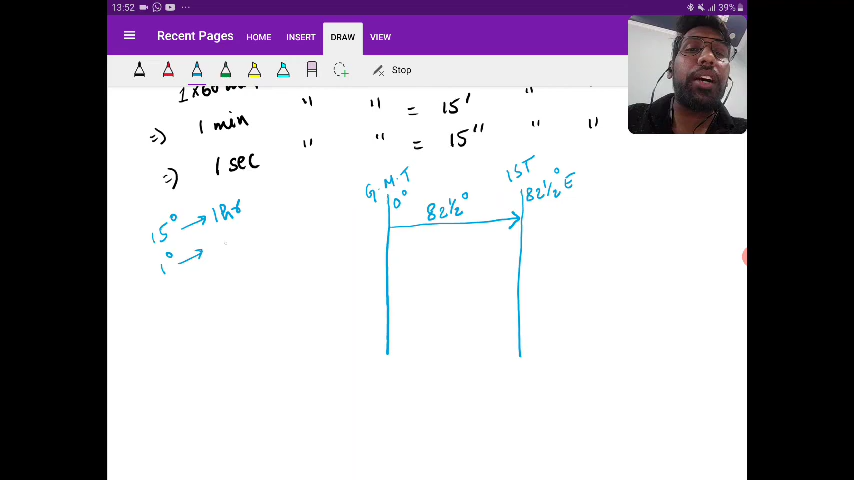 13:52
39%
Recent Pages HOME INSERT DRAW VIEW
Stop
=) 1 min " " = 15' "
=) 1 sec " " = 15" " "
G.M.T IST
0° 82½° 82½° E
15° → 1hr
1° →